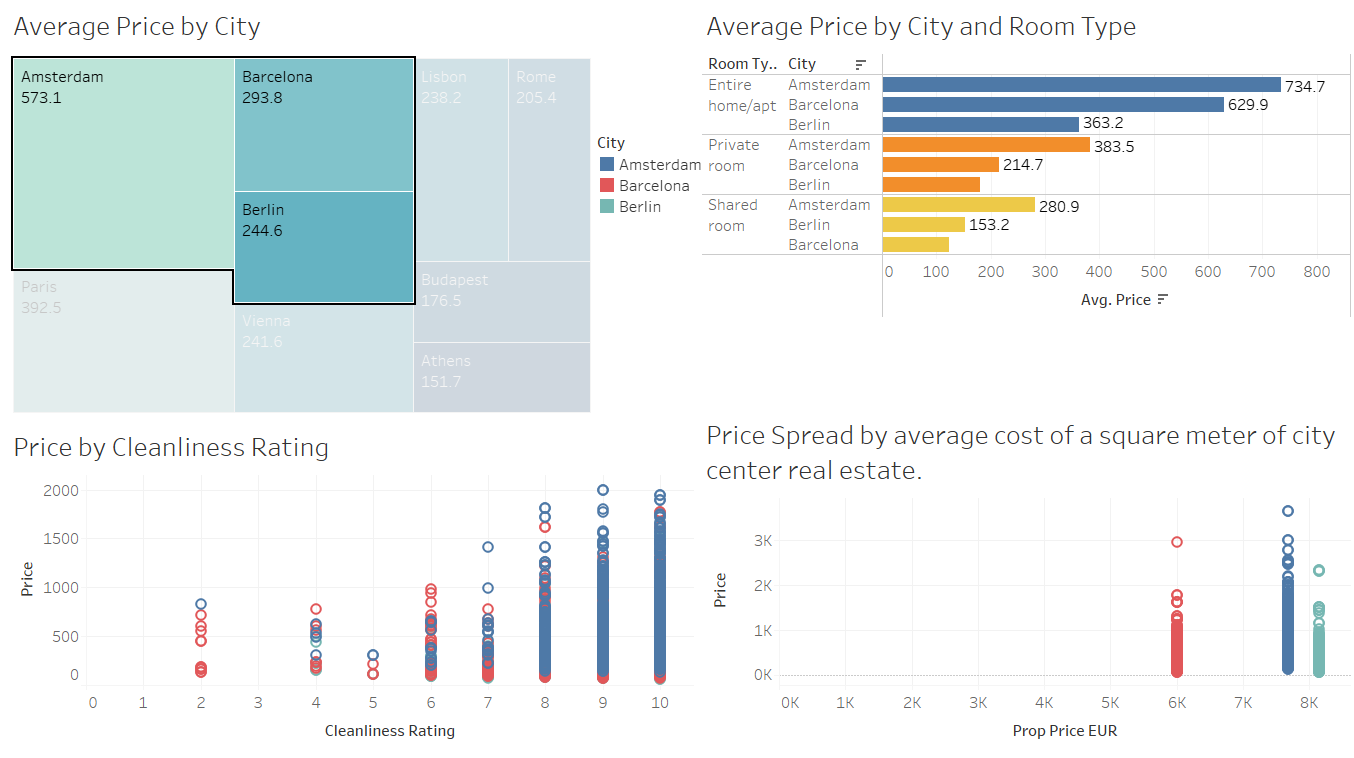 Average Price by City
Amsterdam
573.1
Barcelona
293.8
Lisbon
238.2
Rome
205.4
Berlin
244.6
Paris
392.5
Vienna
241.6
Budapest
176.5
Athens
151.7
City
Amsterdam
Barcelona
Berlin
Average Price by City and Room Type
Room Ty.. City
Entire home/apt
Amsterdam 734.7
Barcelona 629.9
Berlin 363.2
Private room
Amsterdam 383.5
Barcelona 214.7
Berlin
Shared room
Amsterdam 280.9
Berlin 153.2
Barcelona
0 100 200 300 400 500 600 700 800
Avg. Price
Price by Cleanliness Rating
Price
2000
1500
1000
500
0
0 1 2 3 4 5 6 7 8 9 10
Cleanliness Rating
Price Spread by average cost of a square meter of city
center real estate.
Price
3K
2K
1K
0K
0K 1K 2K 3K 4K 5K 6K 7K 8K
Prop Price EUR